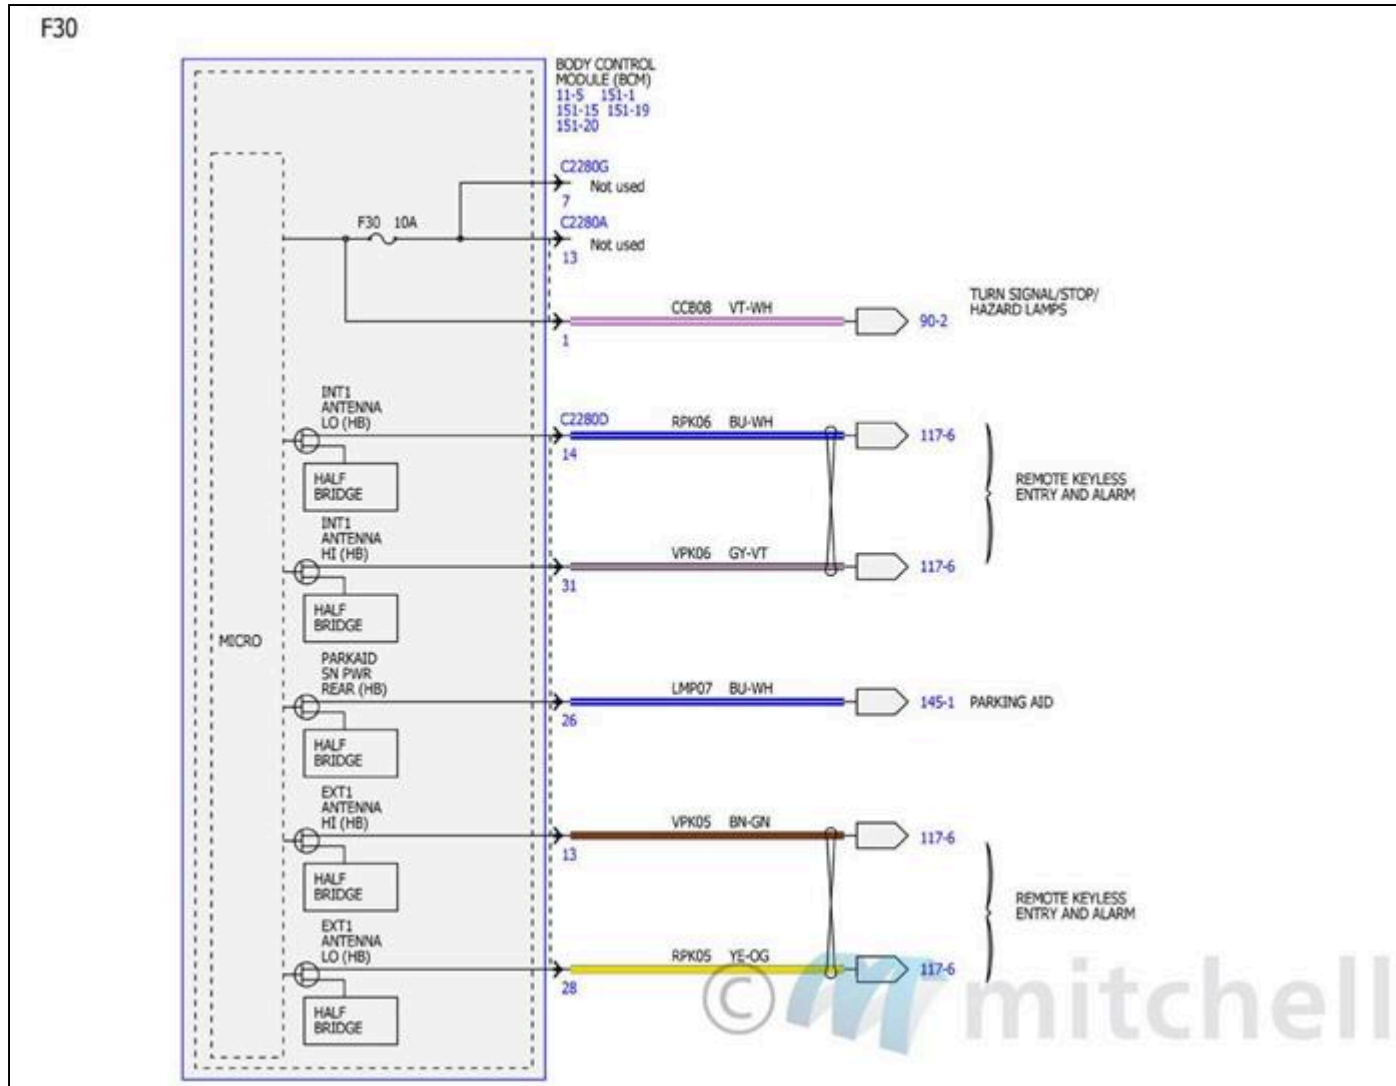 F30
BODY CONTROL
MODULE (BCM)
11-5 151-1
151-15 151-19
151-20
C2280G
Not used
7
F30 10A
C2280A
Not used
13
CCB08 VT-WH
1
90-2
TURN SIGNAL/STOP/
HAZARD LAMPS
INT1
ANTENNA
LO (HB)
C2280D
RPK06 BU-WH
14
117-6
HALF
BRIDGE
REMOTE KEYLESS
ENTRY AND ALARM
INT1
ANTENNA
HI (HB)
VPK06 GY-VT
31
117-6
HALF
BRIDGE
MICRO
PARKAID
SN PWR
REAR (HB)
LMP07 BU-WH
26
145-1 PARKING AID
HALF
BRIDGE
EXT1
ANTENNA
HI (HB)
VPK05 BN-GN
13
117-6
HALF
BRIDGE
REMOTE KEYLESS
ENTRY AND ALARM
EXT1
ANTENNA
LO (HB)
RPK05 YE-OG
28
117-6
HALF
BRIDGE
© mitchell